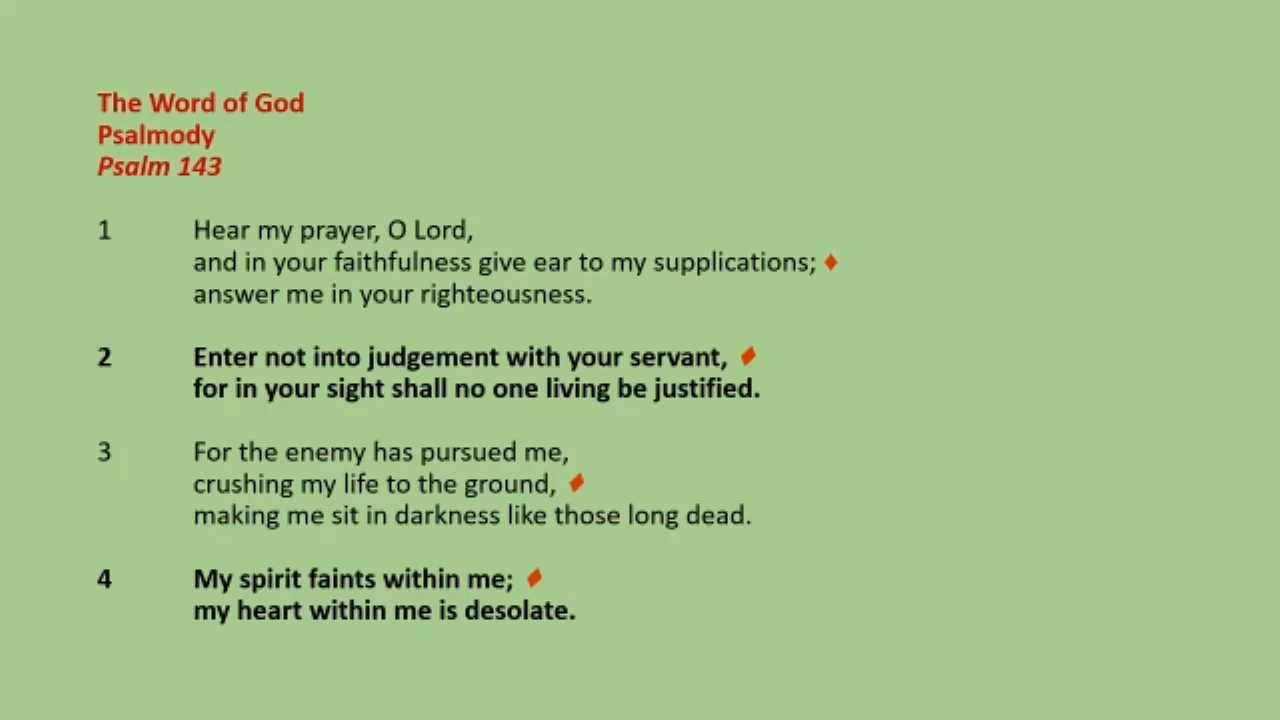 The Word of God
Psalmody
Psalm 143
1 Hear my prayer, O Lord,
and in your faithfulness give ear to my supplications; ♦
answer me in your righteousness.
2 Enter not into judgement with your servant, ♦
for in your sight shall no one living be justified.
3 For the enemy has pursued me,
crushing my life to the ground, ♦
making me sit in darkness like those long dead.
4 My spirit faints within me; ♦
my heart within me is desolate.